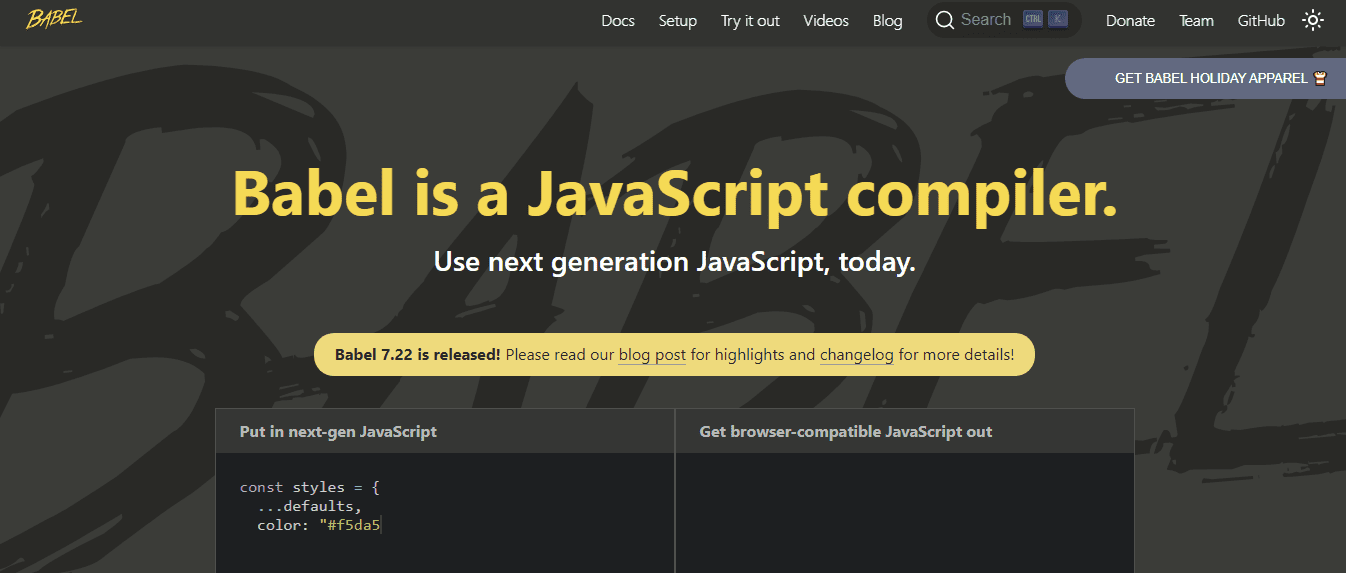 BABEL Docs Setup Try it out Videos Blog Search CTRL K Donate Team GitHub
GET BABEL HOLIDAY APPAREL
BABEL
Babel is a JavaScript compiler.
Use next generation JavaScript, today.
Babel 7.22 is released! Please read our blog post for highlights and changelog for more details!
Put in next-gen JavaScript Get browser-compatible JavaScript out
const styles = {
...defaults,
color: "#f5da5